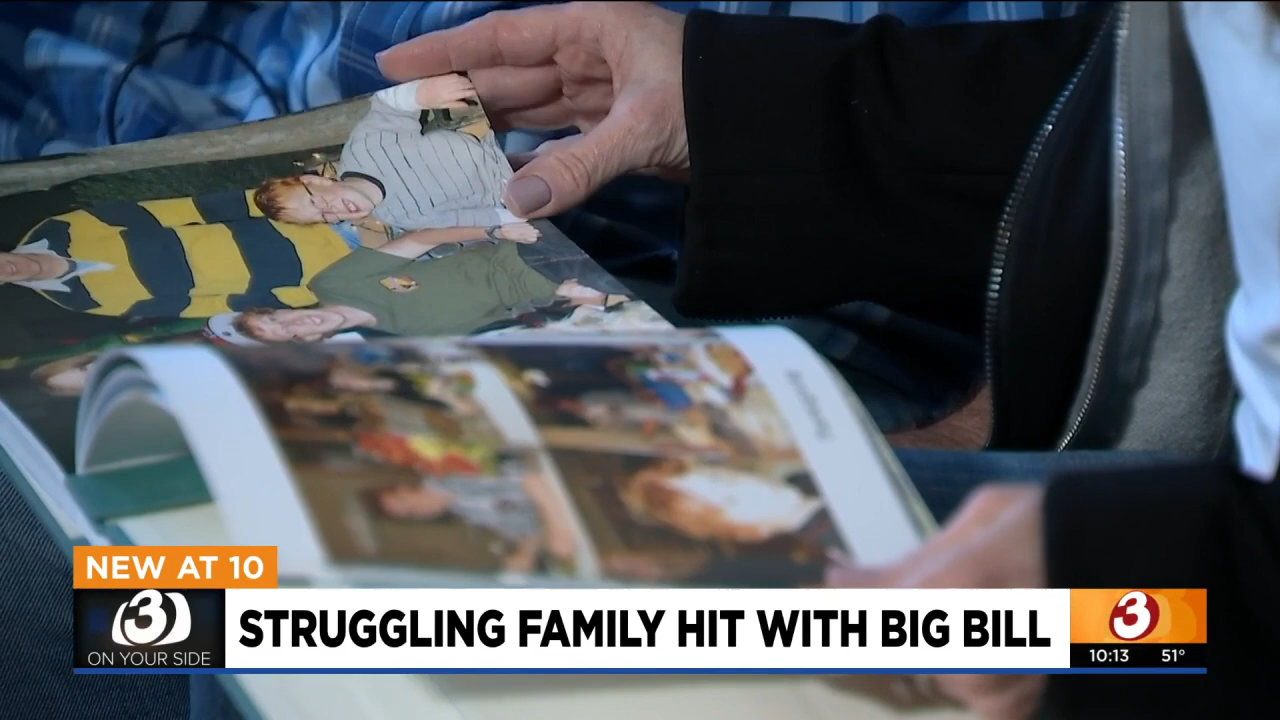 NEW AT 10
3
ON YOUR SIDE
STRUGGLING FAMILY HIT WITH BIG BILL
3
10:13 51°